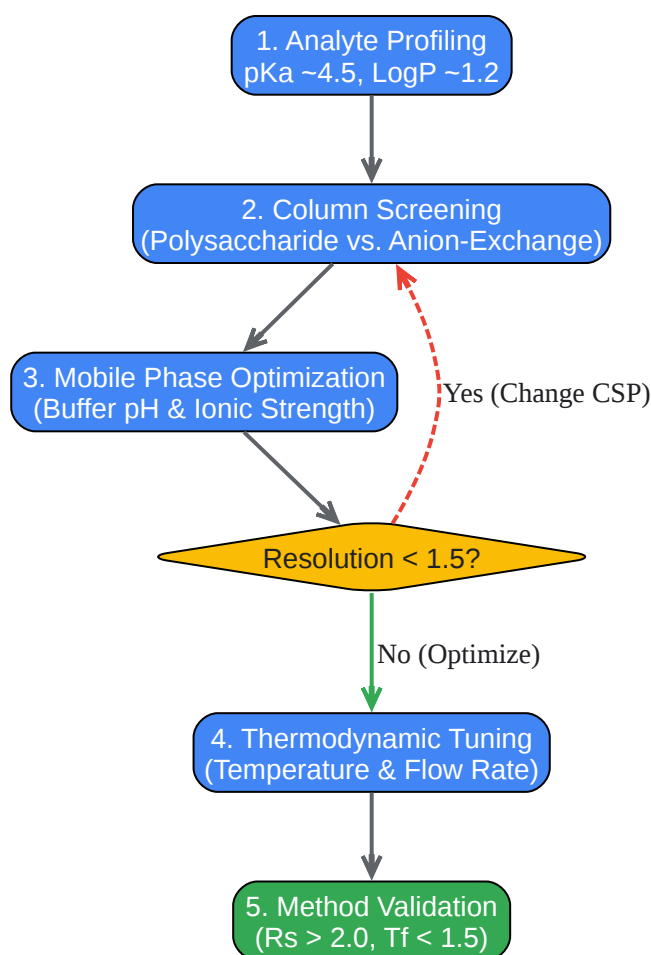 1. Analyte Profiling
pKa ~4.5, LogP ~1.2
2. Column Screening
(Polysaccharide vs. Anion-Exchange)
3. Mobile Phase Optimization
(Buffer pH & Ionic Strength)
Yes (Change CSP)
Resolution < 1.5?
No (Optimize)
4. Thermodynamic Tuning
(Temperature & Flow Rate)
5. Method Validation
(Rs > 2.0, Tf < 1.5)